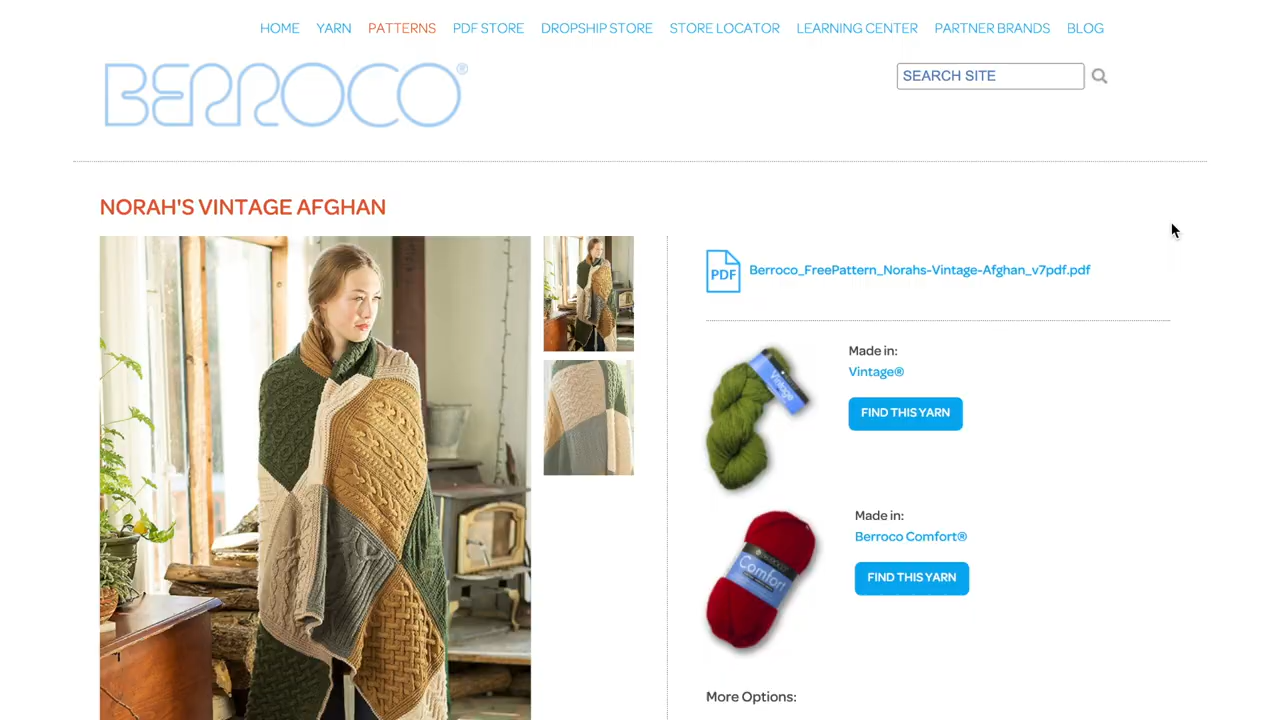 HOME YARN PATTERNS PDF STORE DROPSHIP STORE STORE LOCATOR LEARNING CENTER PARTNER BRANDS BLOG
BERROCO®
SEARCH SITE
NORAH'S VINTAGE AFGHAN
PDF Berroco_FreePattern_Norahs-Vintage-Afghan_v7pdf.pdf
Made in:
Vintage®
Vintage
FIND THIS YARN
Made in:
Berroco Comfort®
Comfort
FIND THIS YARN
More Options: